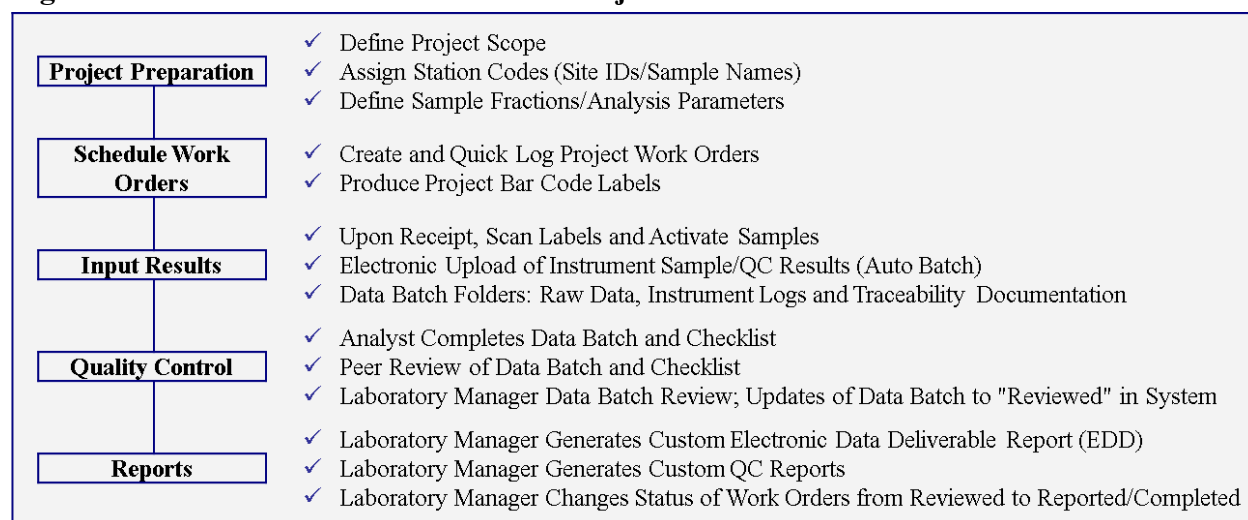 Project Preparation
✓ Define Project Scope
✓ Assign Station Codes (Site IDs/Sample Names)
✓ Define Sample Fractions/Analysis Parameters
Schedule Work
Orders
✓ Create and Quick Log Project Work Orders
✓ Produce Project Bar Code Labels
Input Results
✓ Upon Receipt, Scan Labels and Activate Samples
✓ Electronic Upload of Instrument Sample/QC Results (Auto Batch)
✓ Data Batch Folders: Raw Data, Instrument Logs and Traceability Documentation
Quality Control
✓ Analyst Completes Data Batch and Checklist
✓ Peer Review of Data Batch and Checklist
✓ Laboratory Manager Data Batch Review; Updates of Data Batch to "Reviewed" in System
Reports
✓ Laboratory Manager Generates Custom Electronic Data Deliverable Report (EDD)
✓ Laboratory Manager Generates Custom QC Reports
✓ Laboratory Manager Changes Status of Work Orders from Reviewed to Reported/Completed